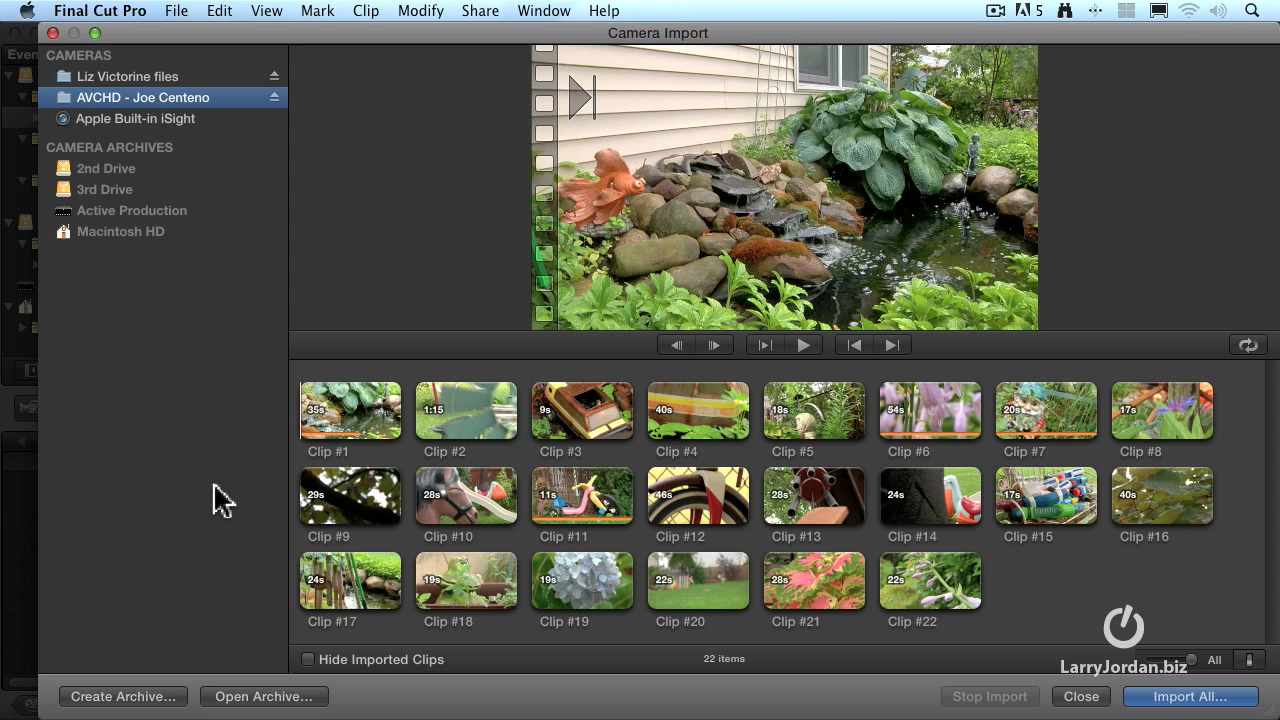 Final Cut Pro File Edit View Mark Clip Modify Share Window Help 5
Camera Import
Even
CAMERAS
Liz Victorine files
AVCHD - Joe Centeno
Apple Built-in iSight
CAMERA ARCHIVES
2nd Drive
3rd Drive
Active Production
Macintosh HD
35s 1:15 9s 40s 18s 54s 20s 17s
Clip #1 Clip #2 Clip #3 Clip #4 Clip #5 Clip #6 Clip #7 Clip #8
29s 28s 11s 46s 28s 24s 17s 40s
Clip #9 Clip #10 Clip #11 Clip #12 Clip #13 Clip #14 Clip #15 Clip #16
24s 19s 19s 22s 28s 22s
Clip #17 Clip #18 Clip #19 Clip #20 Clip #21 Clip #22
Hide Imported Clips 22 items All
LarryJordan.biz
Create Archive... Open Archive... Stop Import Close Import All...